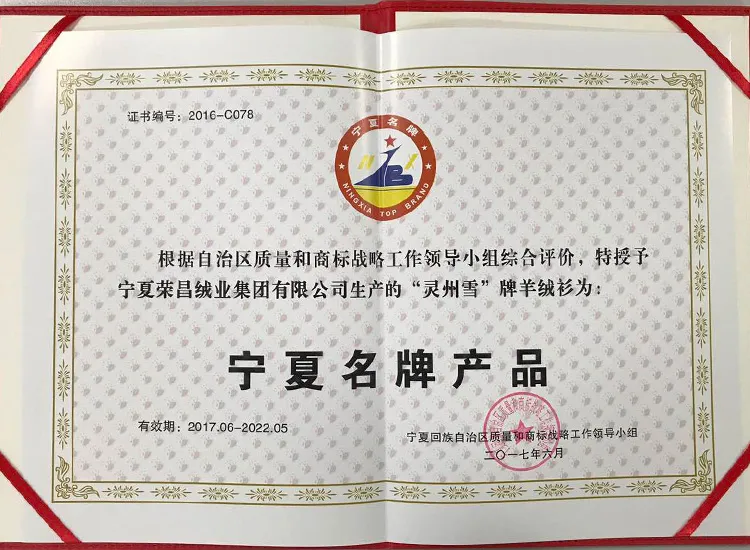 证书编号：2016-C078
宁夏名牌
NINGXIA TOP BRAND
根据自治区质量和商标战略工作领导小组综合评价，特授予
宁夏荣昌绒业集团有限公司生产的“灵州雪”牌羊绒衫为：
宁夏名牌产品
有效期：2017.06-2022.05
宁夏回族自治区质量和商标战略工作领导小组
二〇一七年六月